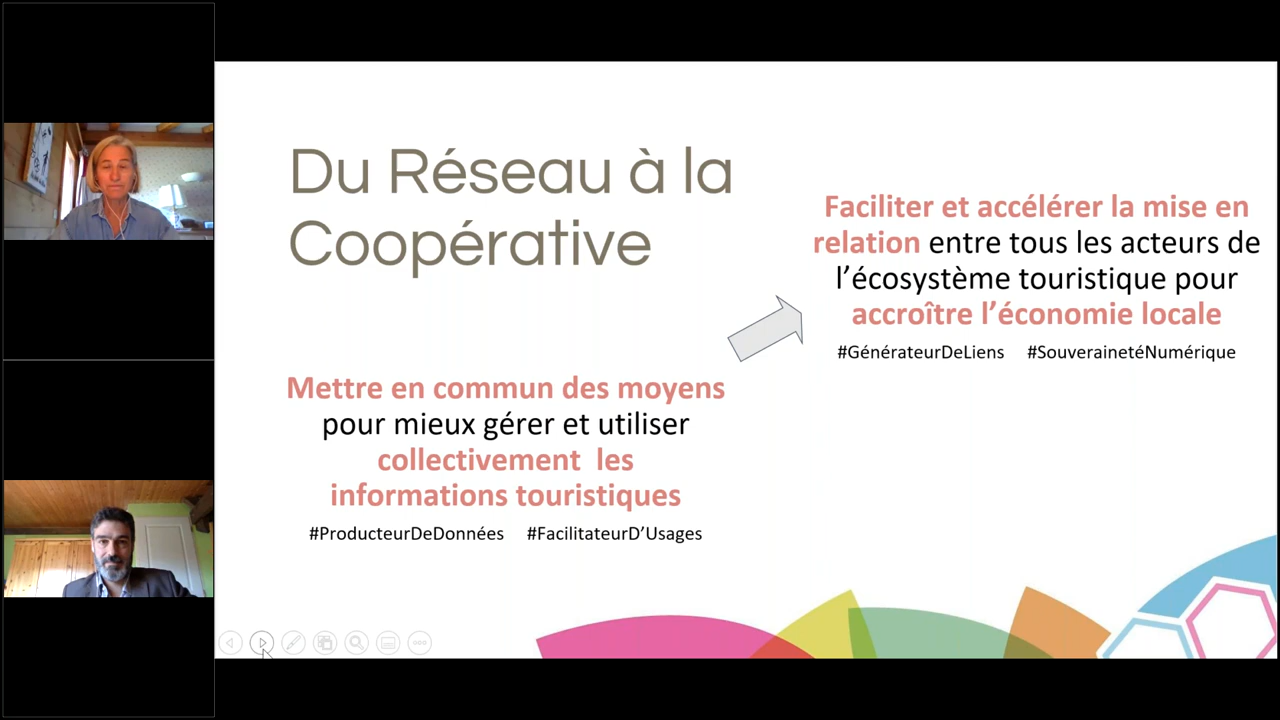 Du Réseau à la
Coopérative
Mettre en commun des moyens
pour mieux gérer et utiliser
collectivement les
informations touristiques
#ProducteurDeDonnées #FacilitateurD’Usages
Faciliter et accélérer la mise en
relation entre tous les acteurs de
l’écosystème touristique pour
accroître l’économie locale
#GénérateurDeLiens #SouverainetéNumérique